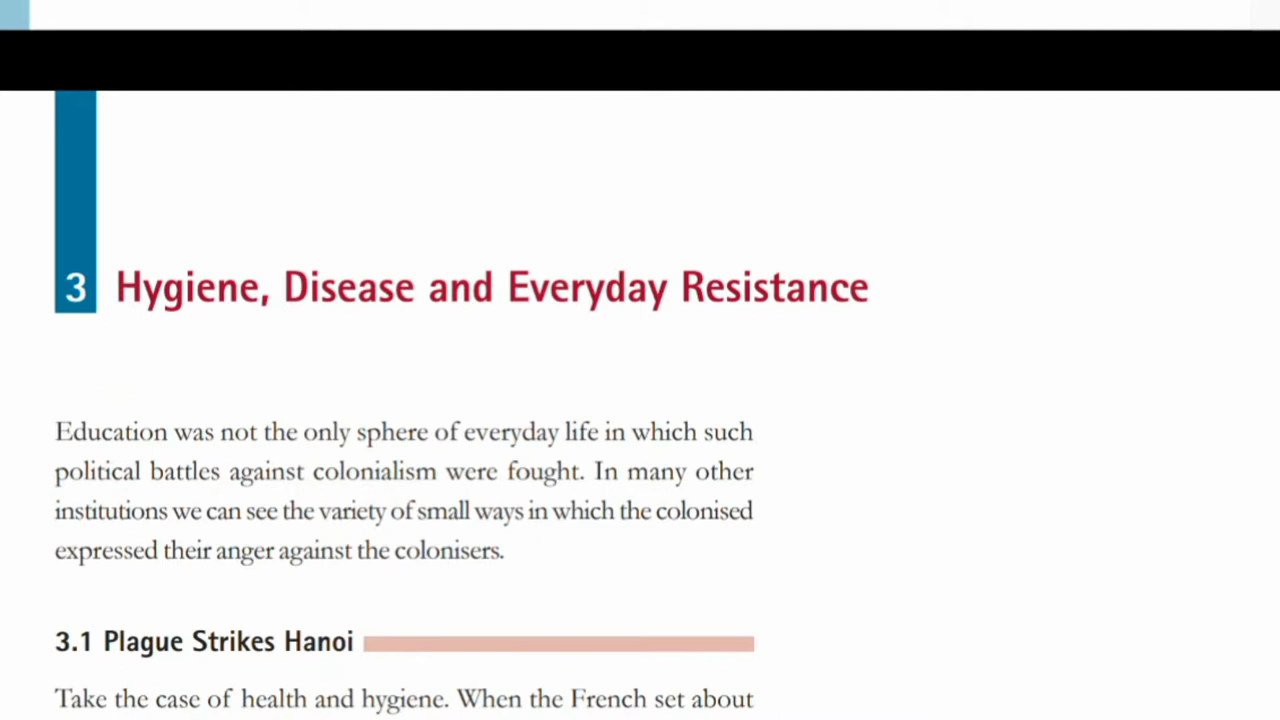 3 Hygiene, Disease and Everyday Resistance
Education was not the only sphere of everyday life in which such
political battles against colonialism were fought. In many other
institutions we can see the variety of small ways in which the colonised
expressed their anger against the colonisers.
3.1 Plague Strikes Hanoi
Take the case of health and hygiene. When the French set about